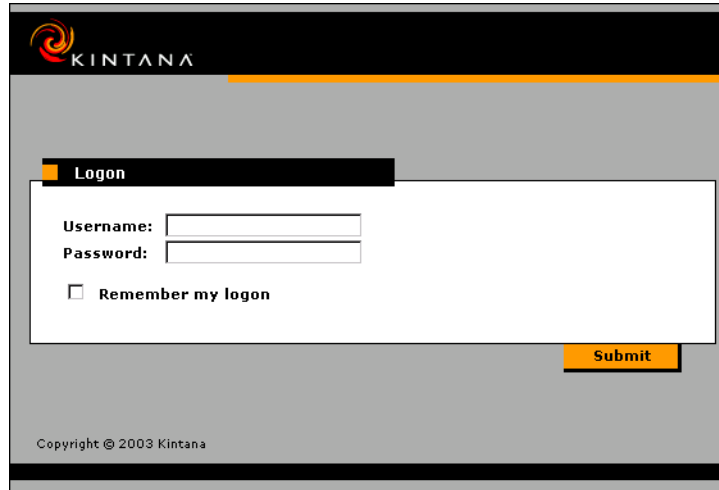 KINTANA
Logon
Username:
Password:
Remember my logon
Submit
Copyright © 2003 Kintana